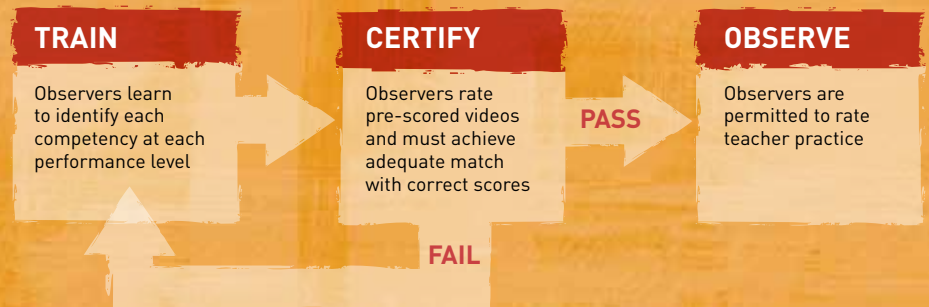 TRAIN
Observers learn
to identify each
competency at each
performance level
CERTIFY
Observers rate
pre-scored videos
and must achieve
adequate match
with correct scores
PASS
FAIL
OBSERVE
Observers are
permitted to rate
teacher practice